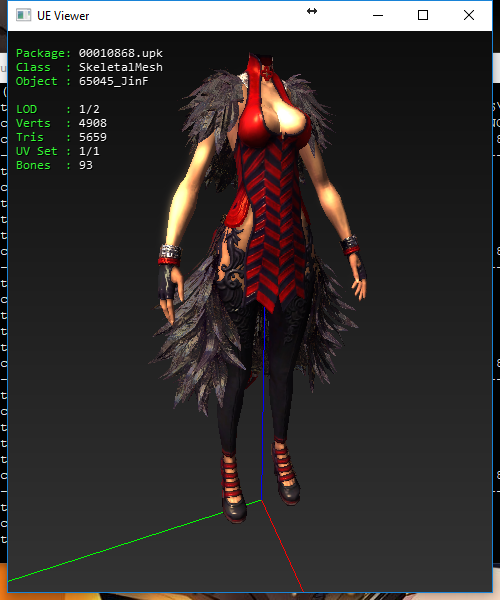 UE Viewer
Package: 00010868.upk
Class : SkeletalMesh
Object : 65045_JinF
LOD : 1/2
Verts : 4908
Tris : 5659
UV Set : 1/1
Bones : 93